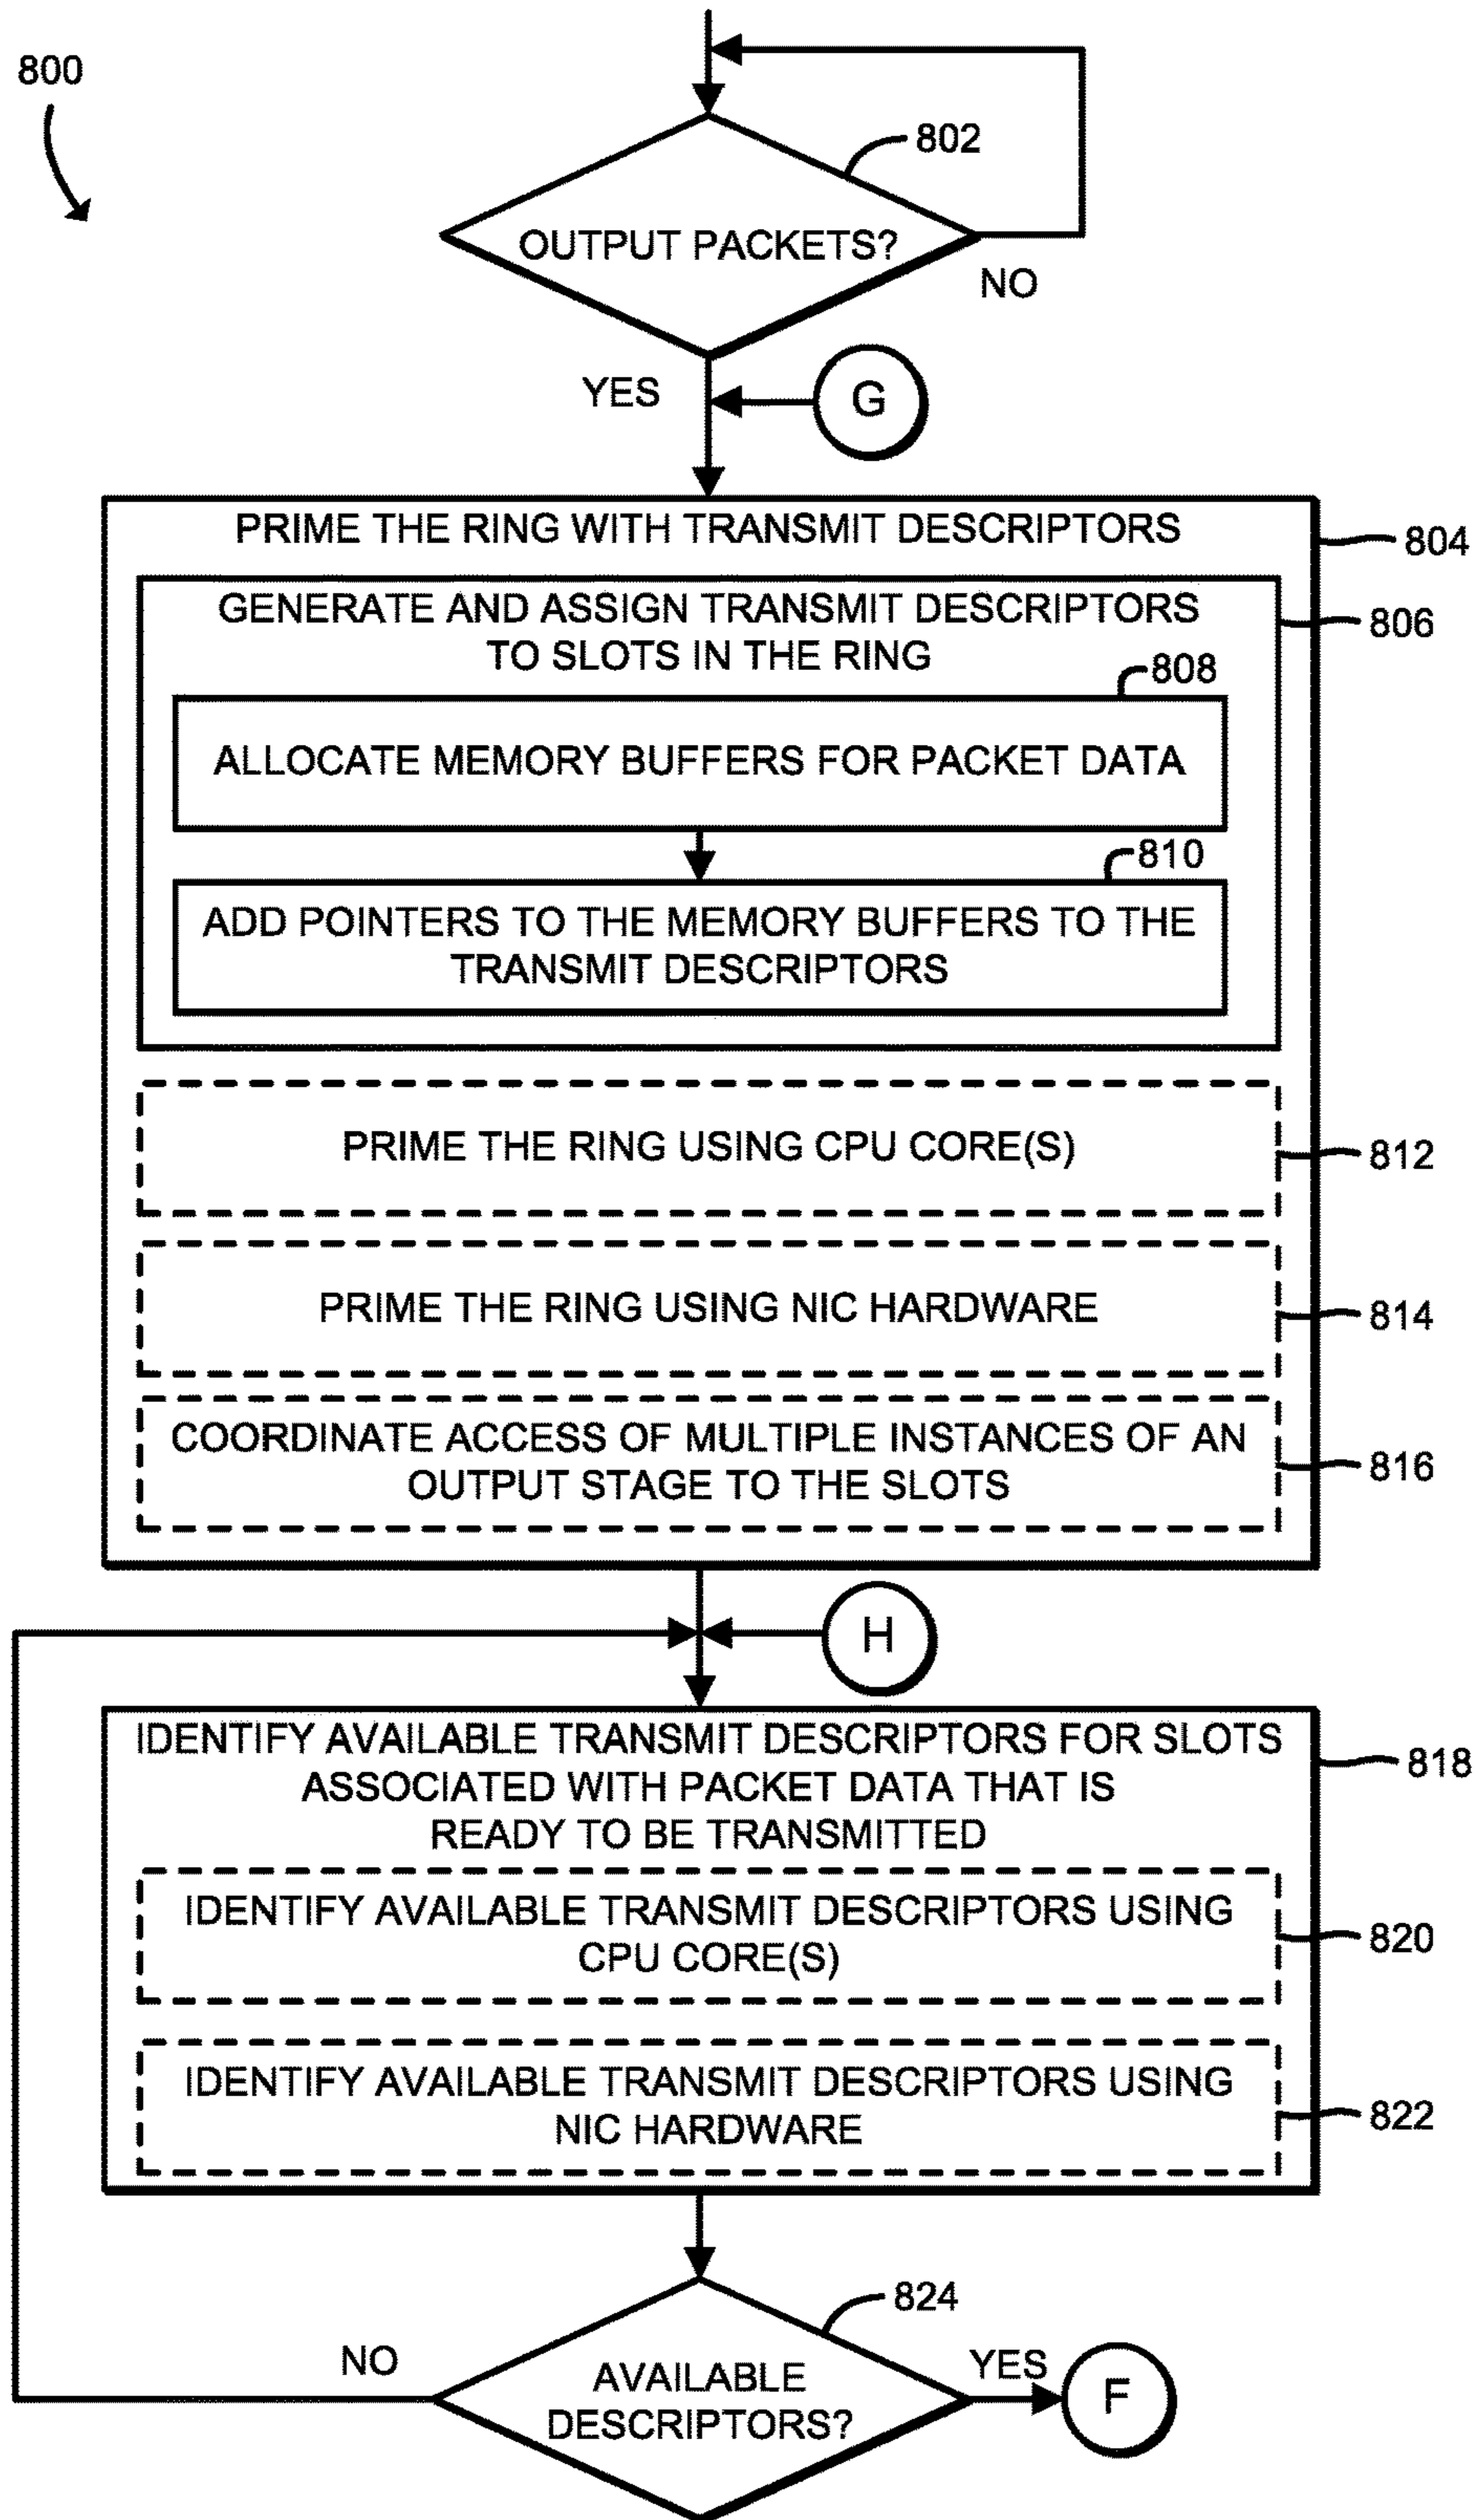 800
802
OUTPUT PACKETS?
NO
YES
G
PRIME THE RING WITH TRANSMIT DESCRIPTORS
804
GENERATE AND ASSIGN TRANSMIT DESCRIPTORS
TO SLOTS IN THE RING
806
808
ALLOCATE MEMORY BUFFERS FOR PACKET DATA
810
ADD POINTERS TO THE MEMORY BUFFERS TO THE
TRANSMIT DESCRIPTORS
PRIME THE RING USING CPU CORE(S)
812
PRIME THE RING USING NIC HARDWARE
814
COORDINATE ACCESS OF MULTIPLE INSTANCES OF AN
OUTPUT STAGE TO THE SLOTS
816
H
IDENTIFY AVAILABLE TRANSMIT DESCRIPTORS FOR SLOTS
ASSOCIATED WITH PACKET DATA THAT IS
READY TO BE TRANSMITTED
818
IDENTIFY AVAILABLE TRANSMIT DESCRIPTORS USING
CPU CORE(S)
820
IDENTIFY AVAILABLE TRANSMIT DESCRIPTORS USING
NIC HARDWARE
822
824
NO
AVAILABLE
DESCRIPTORS?
YES
F